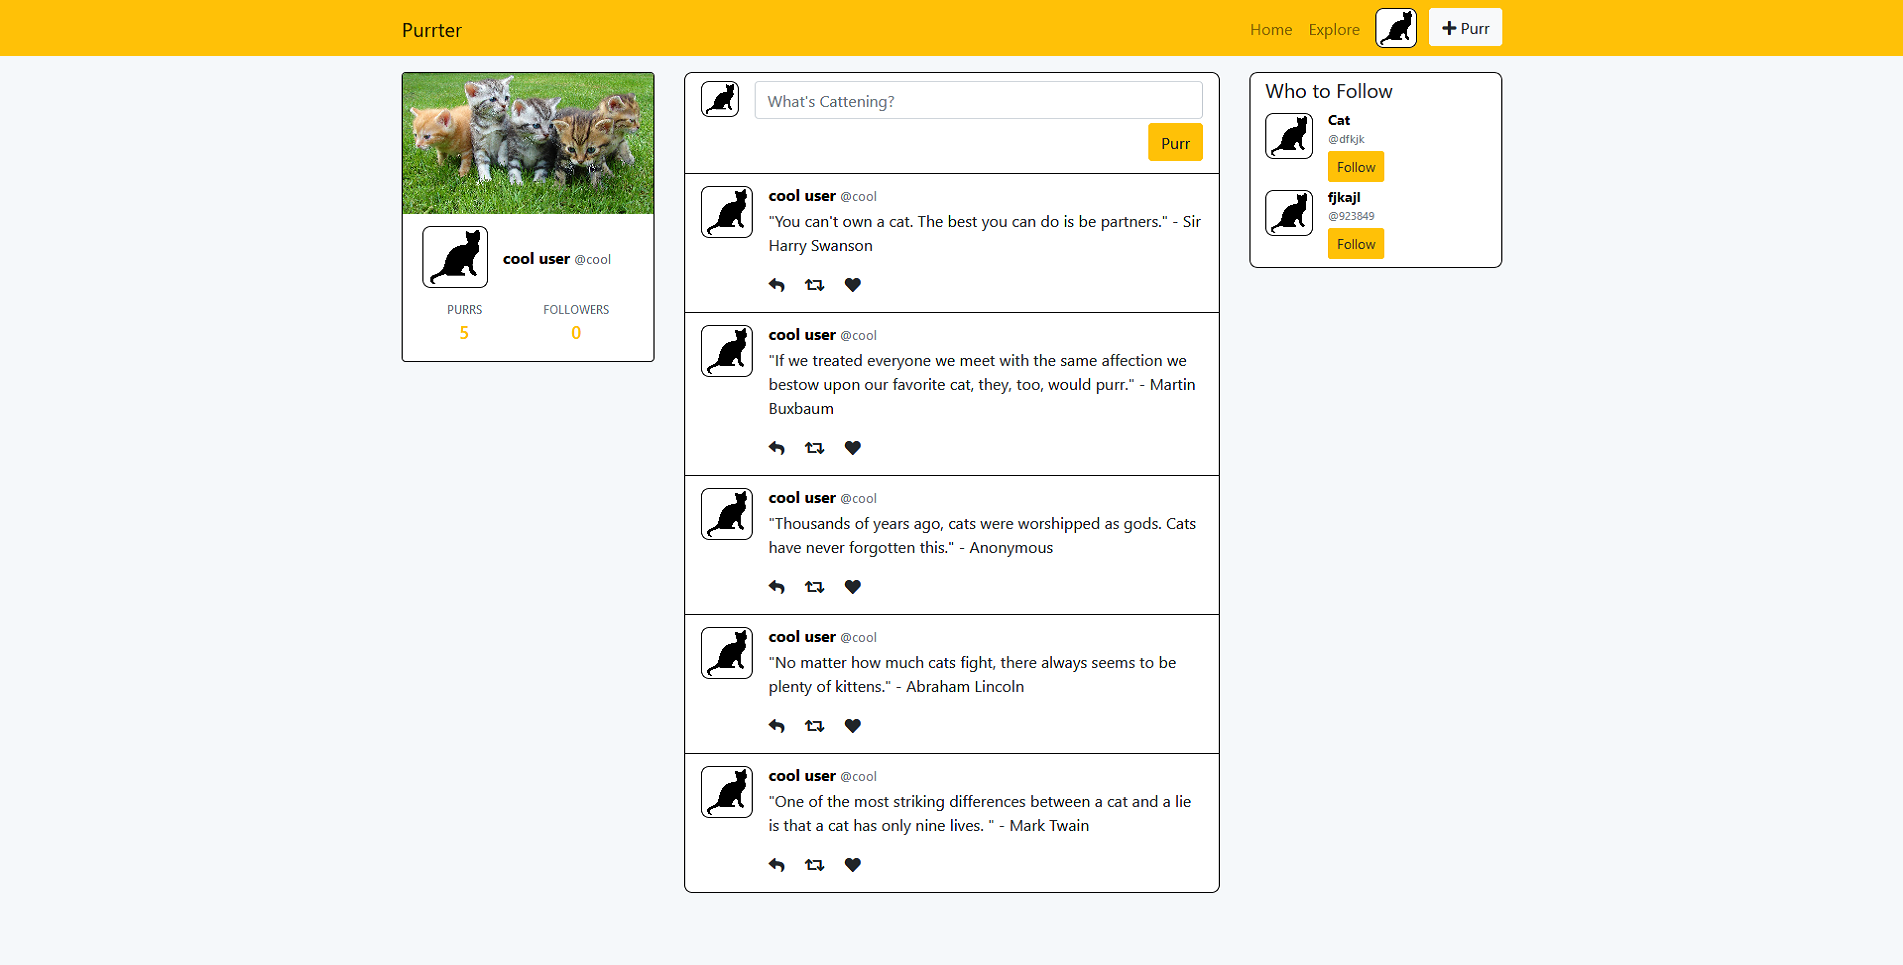 Purrter
Home Explore Purr
cool user @cool
PURRS FOLLOWERS
5 0
What's Cattening?
Purr
cool user @cool
"You can't own a cat. The best you can do is be partners." - Sir
Harry Swanson
cool user @cool
"If we treated everyone we meet with the same affection we
bestow upon our favorite cat, they, too, would purr." - Martin
Buxbaum
cool user @cool
"Thousands of years ago, cats were worshipped as gods. Cats
have never forgotten this." - Anonymous
cool user @cool
"No matter how much cats fight, there always seems to be
plenty of kittens." - Abraham Lincoln
cool user @cool
"One of the most striking differences between a cat and a lie
is that a cat has only nine lives. " - Mark Twain
Who to Follow
Cat
@dfkjk
Follow
fjkajl
@923849
Follow